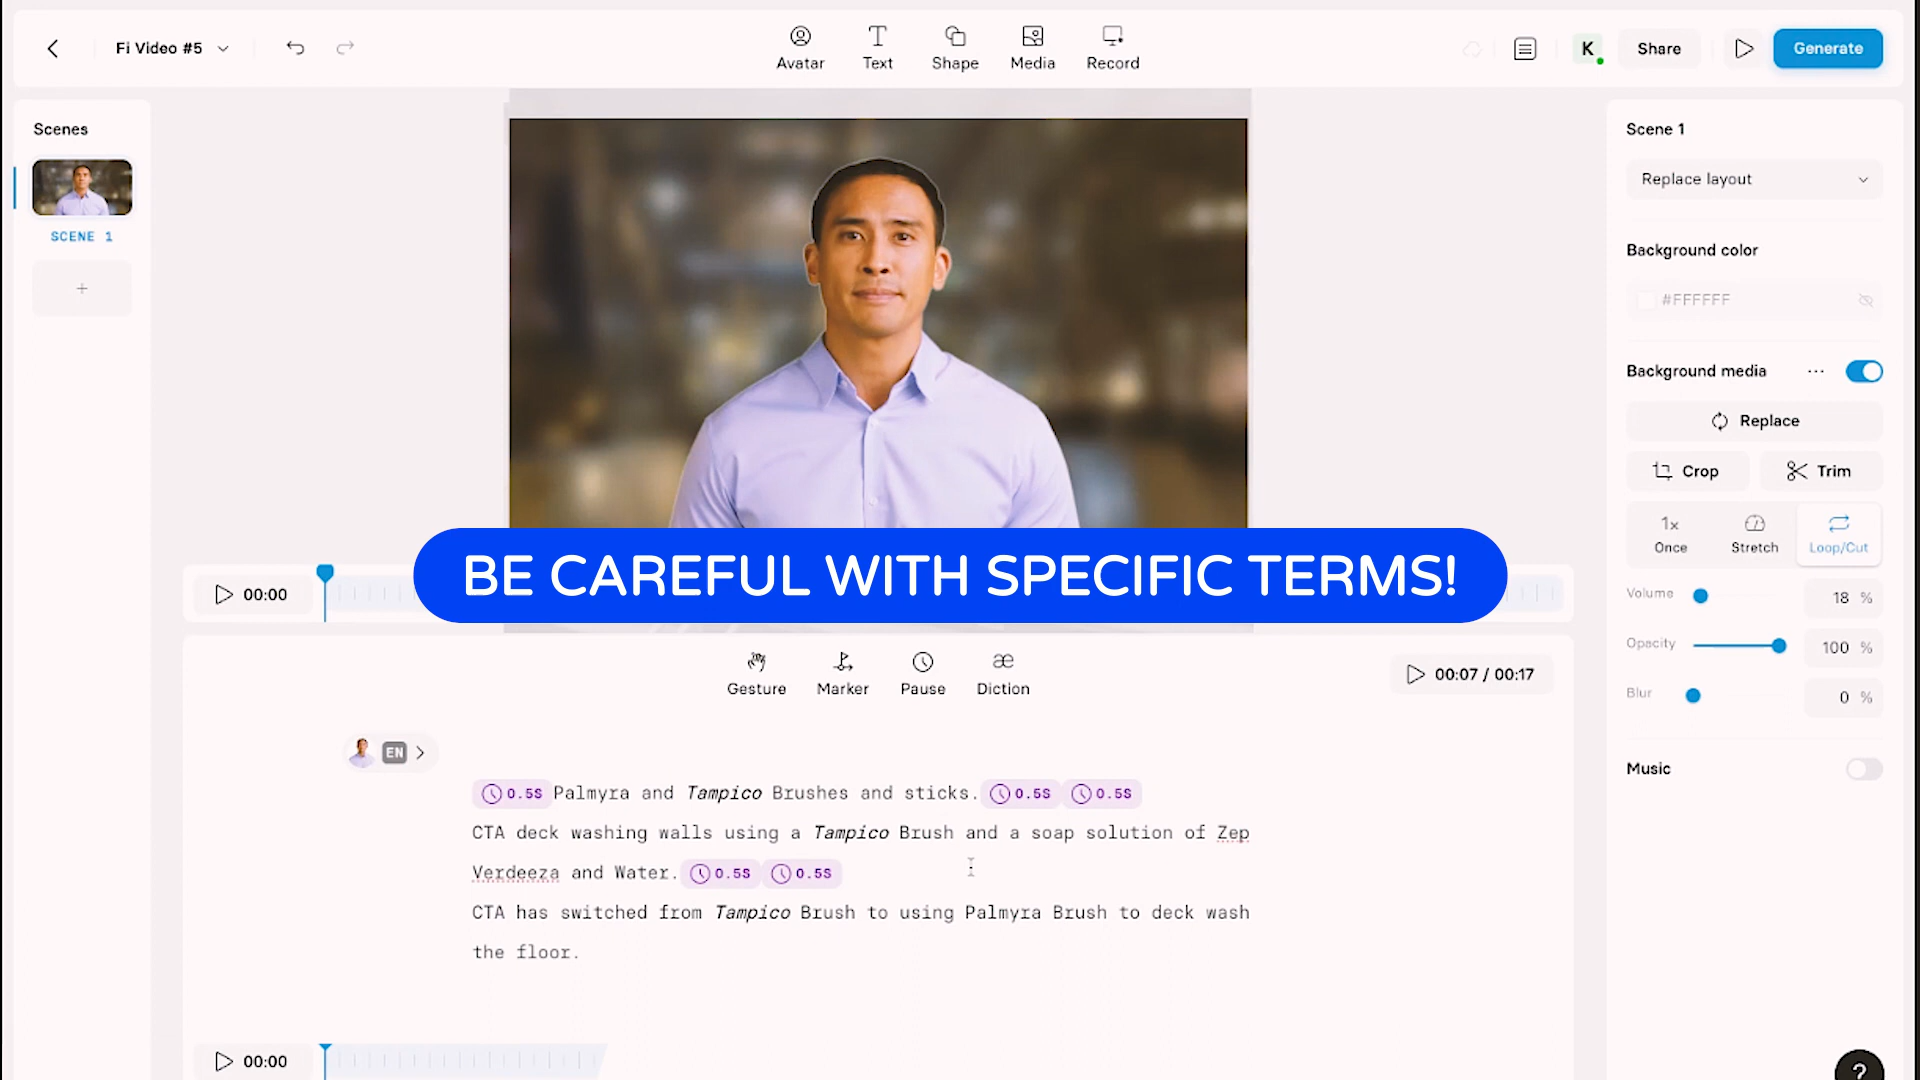 Fi Video #5
Avatar
Text
Shape
Media
Record
K
Share
Generate
Scenes
SCENE 1
+
Scene 1
Replace layout
Background color
#FFFFFF
Background media
Replace
Crop
Trim
1x
Once
Stretch
Loop/Cut
Volume
18 %
Opacity
100 %
Blur
0 %
Music
00:00
BE CAREFUL WITH SPECIFIC TERMS!
Gesture
Marker
Pause
æ
Diction
00:07 / 00:17
EN
0.5S Palmyra and Tampico Brushes and sticks. 0.5S 0.5S
CTA deck washing walls using a Tampico Brush and a soap solution of Zep
Verdeeza and Water. 0.5S 0.5S
CTA has switched from Tampico Brush to using Palmyra Brush to deck wash
the floor.
00:00
?